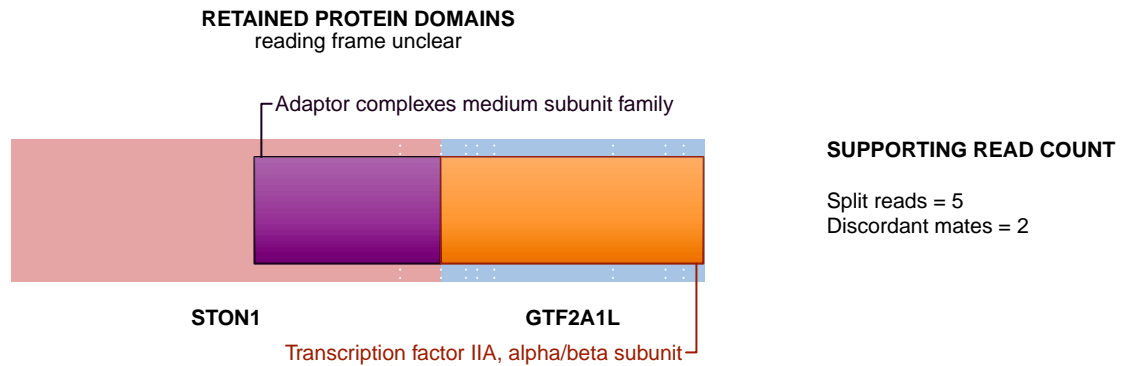 RETAINED PROTEIN DOMAINS
reading frame unclear
Adaptor complexes medium subunit family
SUPPORTING READ COUNT
Split reads = 5
Discordant mates = 2
STON1
GTF2A1L
Transcription factor IIA, alpha/beta subunit